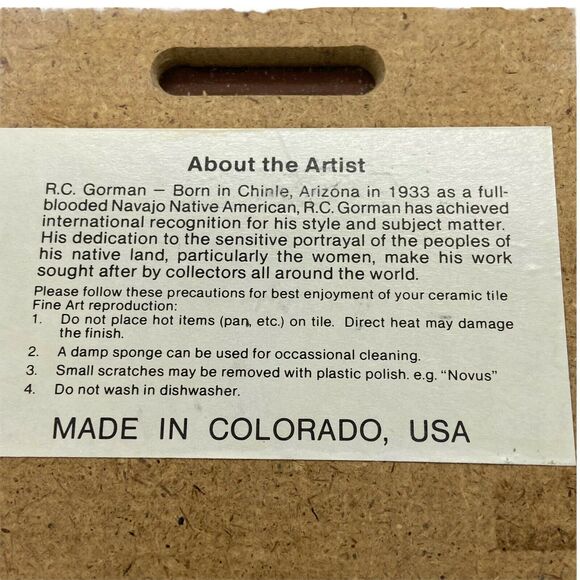 About the Artist
R.C. Gorman – Born in Chinle, Arizona in 1933 as a full-
blooded Navajo Native American, R.C. Gorman has achieved
international recognition for his style and subject matter.
His dedication to the sensitive portrayal of the peoples of
his native land, particularly the women, make his work
sought after by collectors all around the world.
Please follow these precautions for best enjoyment of your ceramic tile
Fine Art reproduction:
1. Do not place hot items (pan, etc.) on tile. Direct heat may damage
the finish.
2. A damp sponge can be used for occassional cleaning.
3. Small scratches may be removed with plastic polish. e.g. "Novus"
4. Do not wash in dishwasher.
MADE IN COLORADO, USA